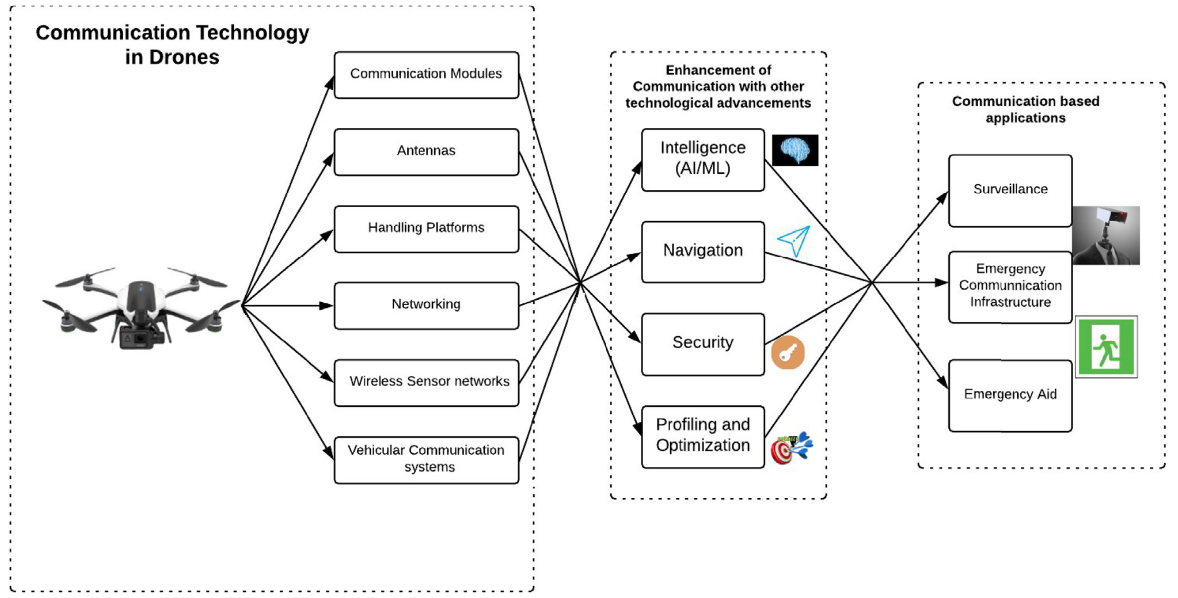 Communication Technology
in Drones
Communication Modules
Antennas
Handling Platforms
Networking
Wireless Sensor networks
Vehicular Communication
systems
Enhancement of
Communication with other
technological advancements
Intelligence
(AI/ML)
Navigation
Security
Profiling and
Optimization
Communication based
applications
Surveillance
Emergency
Communnication
Infrastructure
Emergency Aid